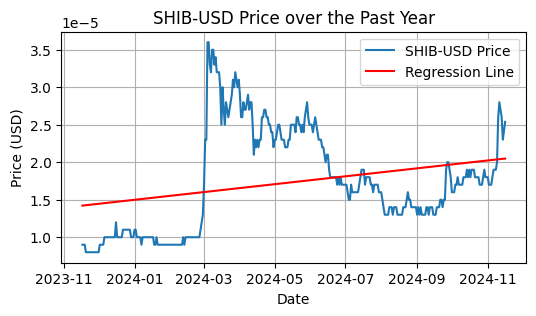 SHIB-USD Price over the Past Year
1e−5
SHIB-USD Price
Regression Line
Price (USD)
3.5
3.0
2.5
2.0
1.5
1.0
2023-11 2024-01 2024-03 2024-05 2024-07 2024-09 2024-11
Date